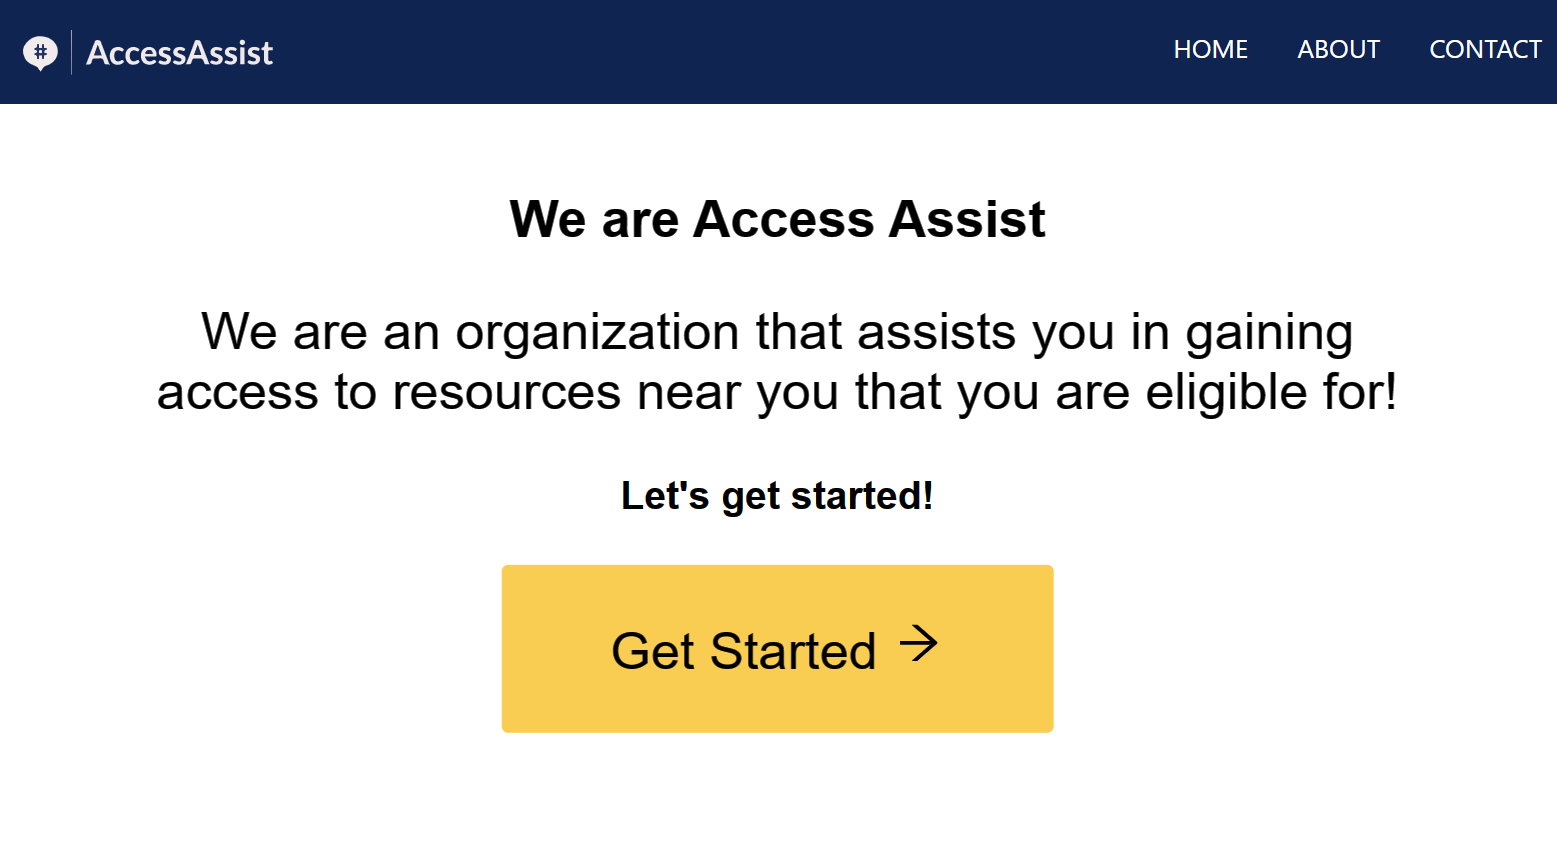 # AccessAssist HOME ABOUT CONTACT
We are Access Assist
We are an organization that assists you in gaining
access to resources near you that you are eligible for!
Let's get started!
Get Started →